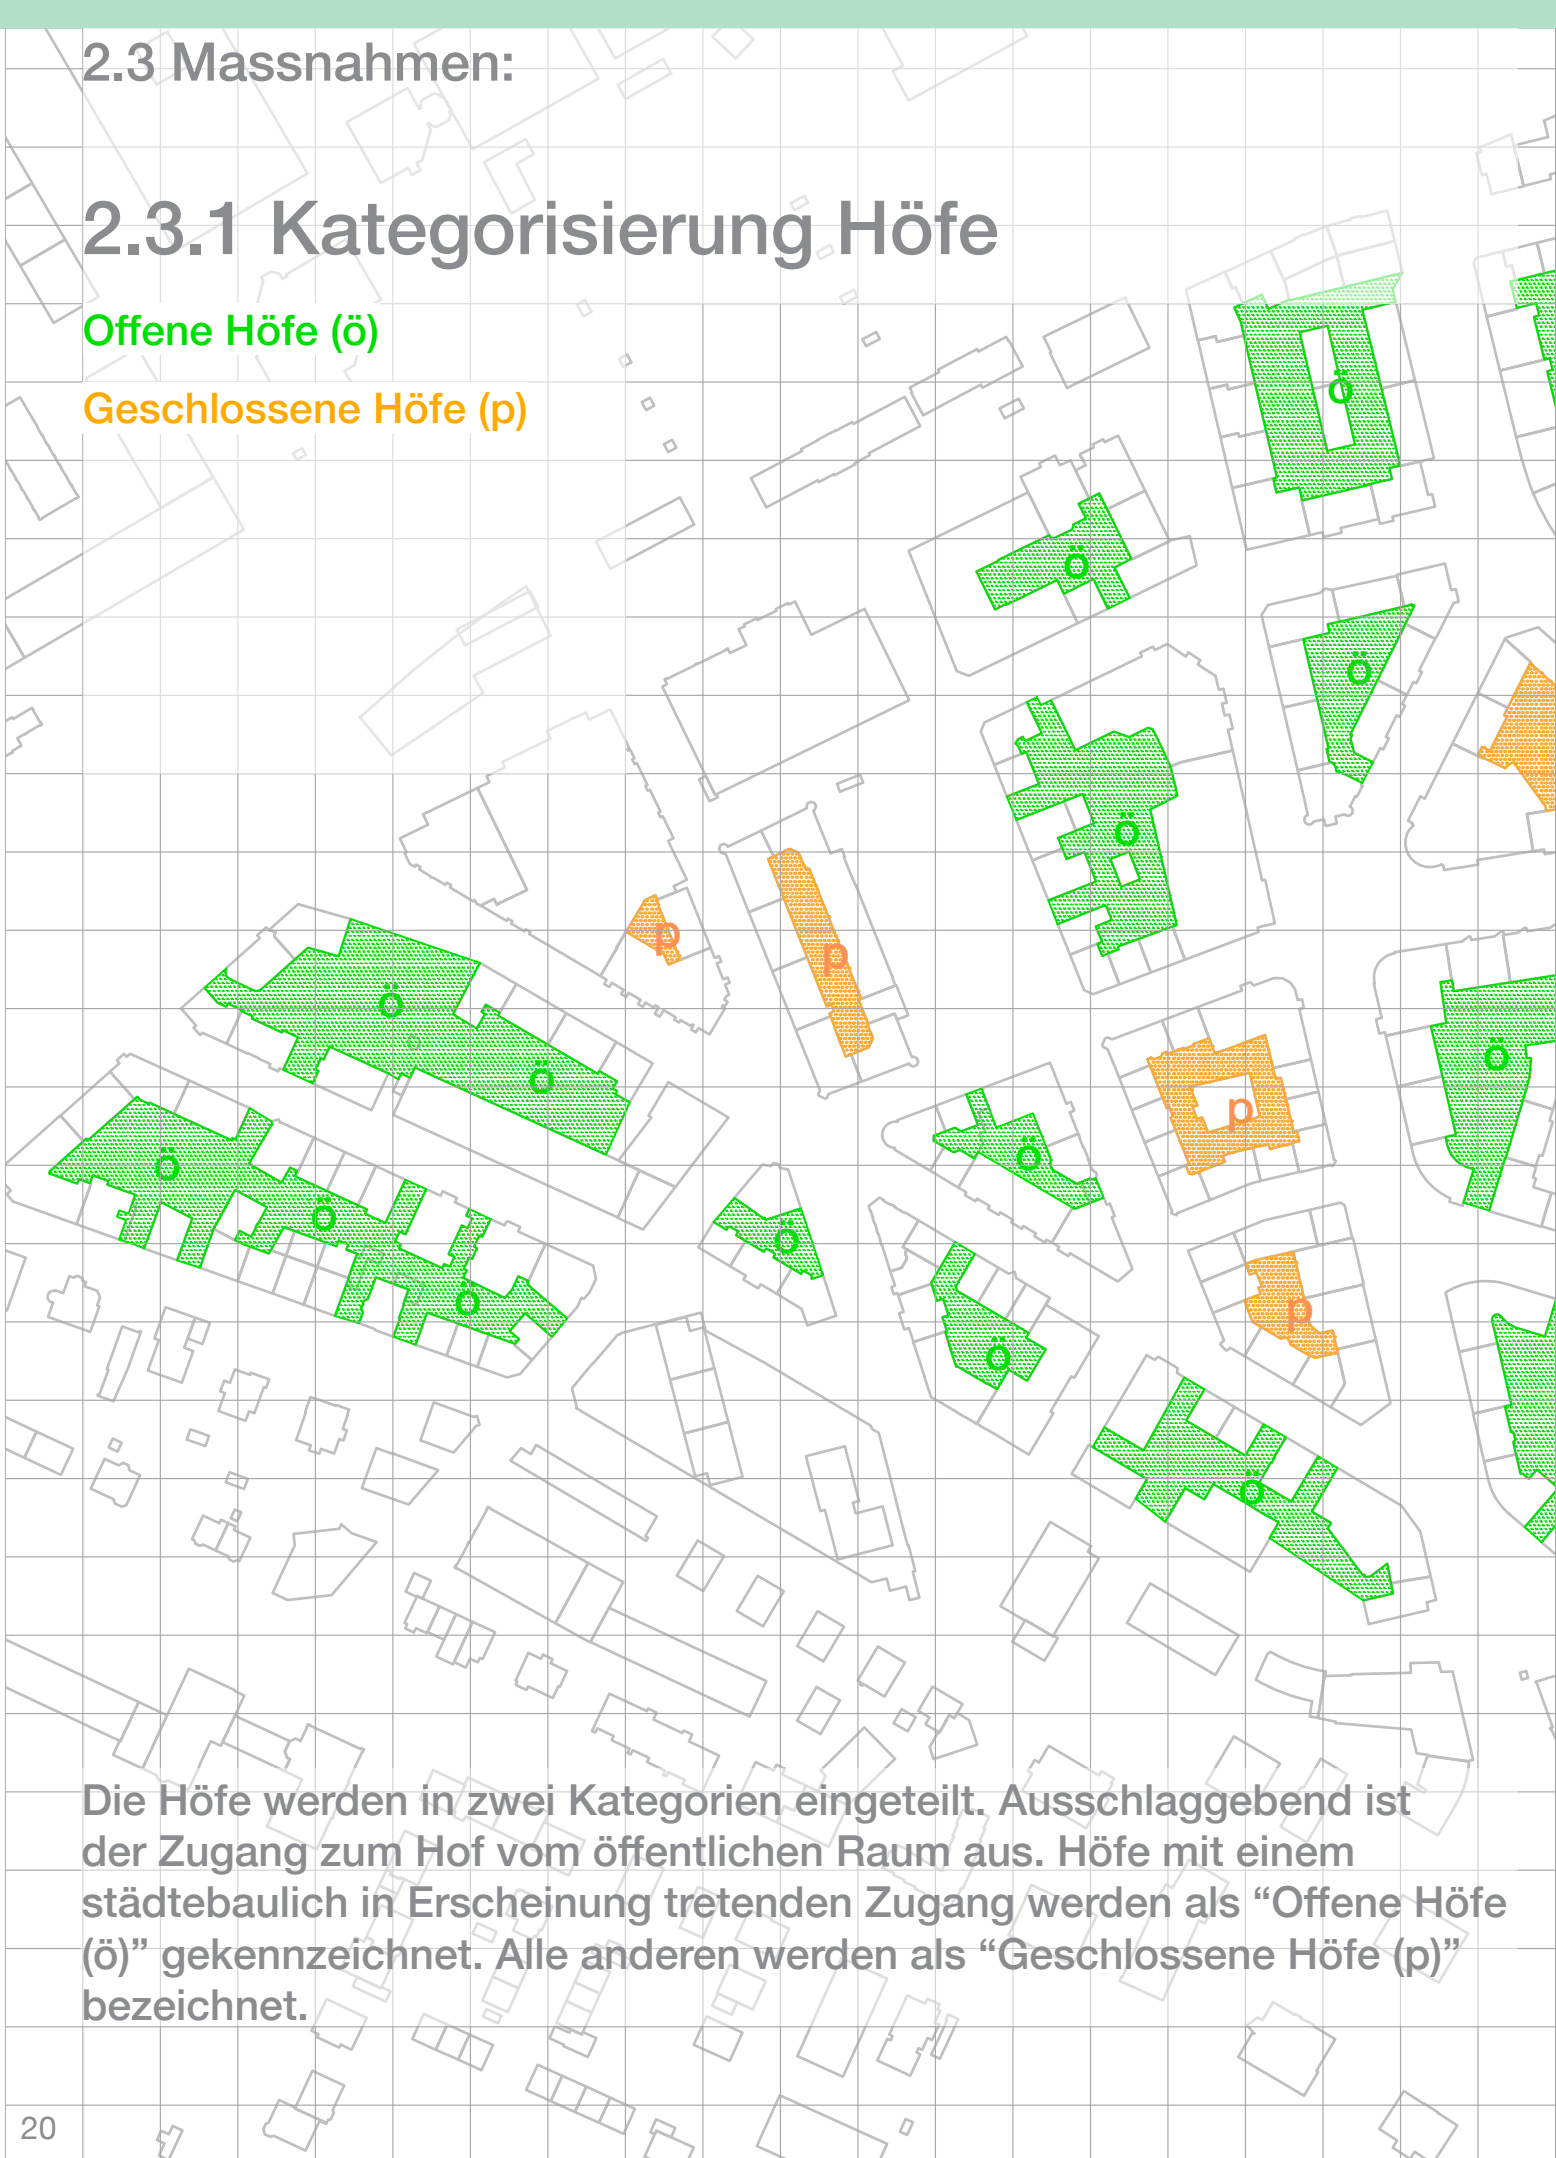 2.3 Massnahmen:
2.3.1 Kategorisierung Höfe
Offene Höfe (ö)
Geschlossene Höfe (p)
ö
ö
ö
ö
p
p
ö
ö
ö
p
ö
ö
ö
ö
ö
p
ö
ö
ö
Die Höfe werden in zwei Kategorien eingeteilt. Ausschlaggebend ist
der Zugang zum Hof vom öffentlichen Raum aus. Höfe mit einem
städtebaulich in Erscheinung tretenden Zugang werden als “Offene Höfe
(ö)” gekennzeichnet. Alle anderen werden als “Geschlossene Höfe (p)”
bezeichnet.
20